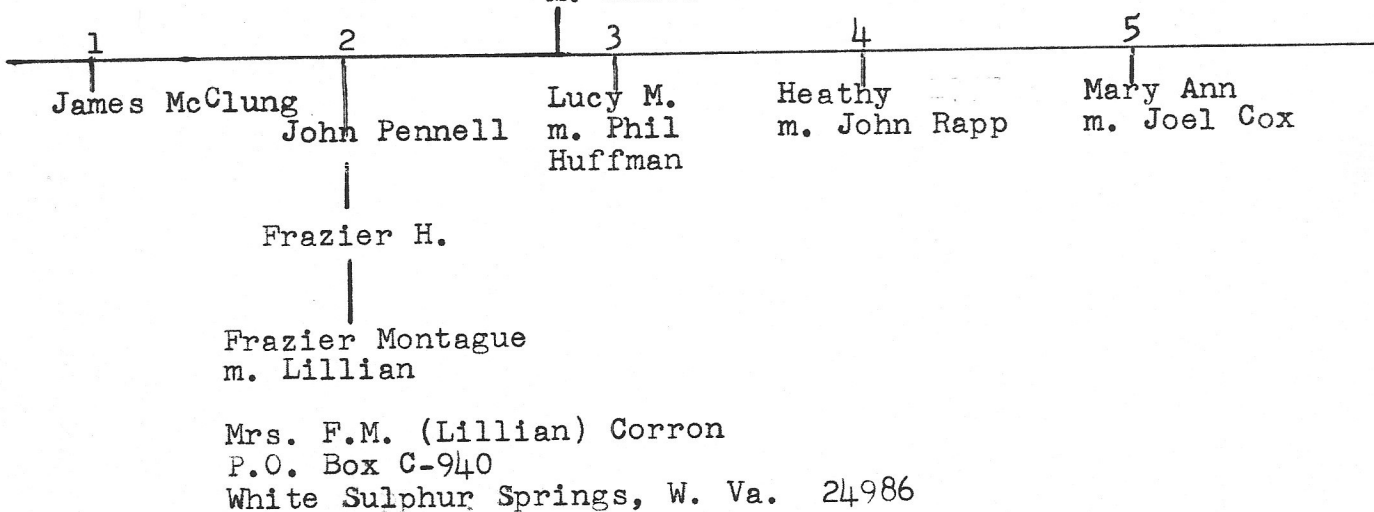 m.
1 2 3 4 5
James McClung
John Pennell
Lucy M.
m. Phil
Huffman
Heathy
m. John Rapp
Mary Ann
m. Joel Cox
Frazier H.
Frazier Montague
m. Lillian
Mrs. F.M. (Lillian) Corron
P.O. Box C-940
White Sulphur Springs, W. Va. 24986